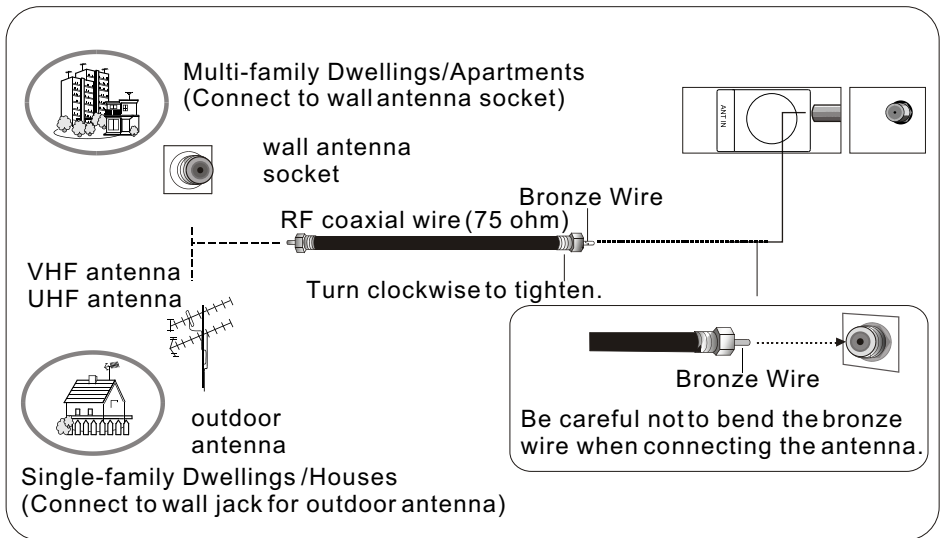 Multi-family Dwellings/Apartments
(Connect to wall antenna socket)
ANT IN
wall antenna
socket
Bronze Wire
RF coaxial wire (75 ohm)
VHF antenna
UHF antenna
Turn clockwise to tighten.
Bronze Wire
Be careful not to bend the bronze
wire when connecting the antenna.
outdoor
antenna
Single-family Dwellings /Houses
(Connect to wall jack for outdoor antenna)